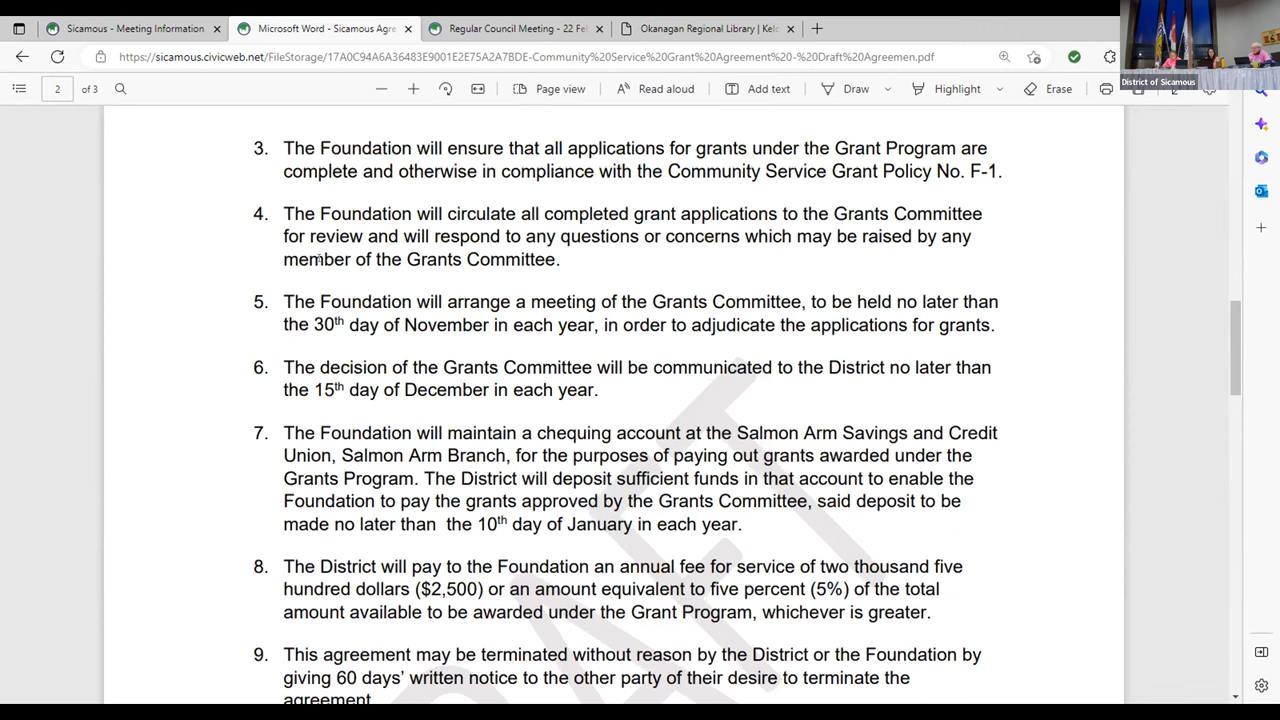 Sicamous - Meeting Information
Microsoft Word - Sicamous Agre
Regular Council Meeting - 22 Fe
Okanagan Regional Library | Kelo
https://sicamous.civicweb.net/FileStorage/17A0C94A6A36483E9001E2E75A2A7BDE-Community%20Service%20Grant%20Agreement%20-%20Draft%20Agreemen.pdf
District of Sicamous
2 of 3
Page view
Read aloud
Add text
Draw
Highlight
Erase
3. The Foundation will ensure that all applications for grants under the Grant Program are
complete and otherwise in compliance with the Community Service Grant Policy No. F-1.
4. The Foundation will circulate all completed grant applications to the Grants Committee
for review and will respond to any questions or concerns which may be raised by any
member of the Grants Committee.
5. The Foundation will arrange a meeting of the Grants Committee, to be held no later than
the 30th day of November in each year, in order to adjudicate the applications for grants.
6. The decision of the Grants Committee will be communicated to the District no later than
the 15th day of December in each year.
7. The Foundation will maintain a chequing account at the Salmon Arm Savings and Credit
Union, Salmon Arm Branch, for the purposes of paying out grants awarded under the
Grants Program. The District will deposit sufficient funds in that account to enable the
Foundation to pay the grants approved by the Grants Committee, said deposit to be
made no later than the 10th day of January in each year.
8. The District will pay to the Foundation an annual fee for service of two thousand five
hundred dollars ($2,500) or an amount equivalent to five percent (5%) of the total
amount available to be awarded under the Grant Program, whichever is greater.
9. This agreement may be terminated without reason by the District or the Foundation by
giving 60 days' written notice to the other party of their desire to terminate the
agreement.
DRAFT